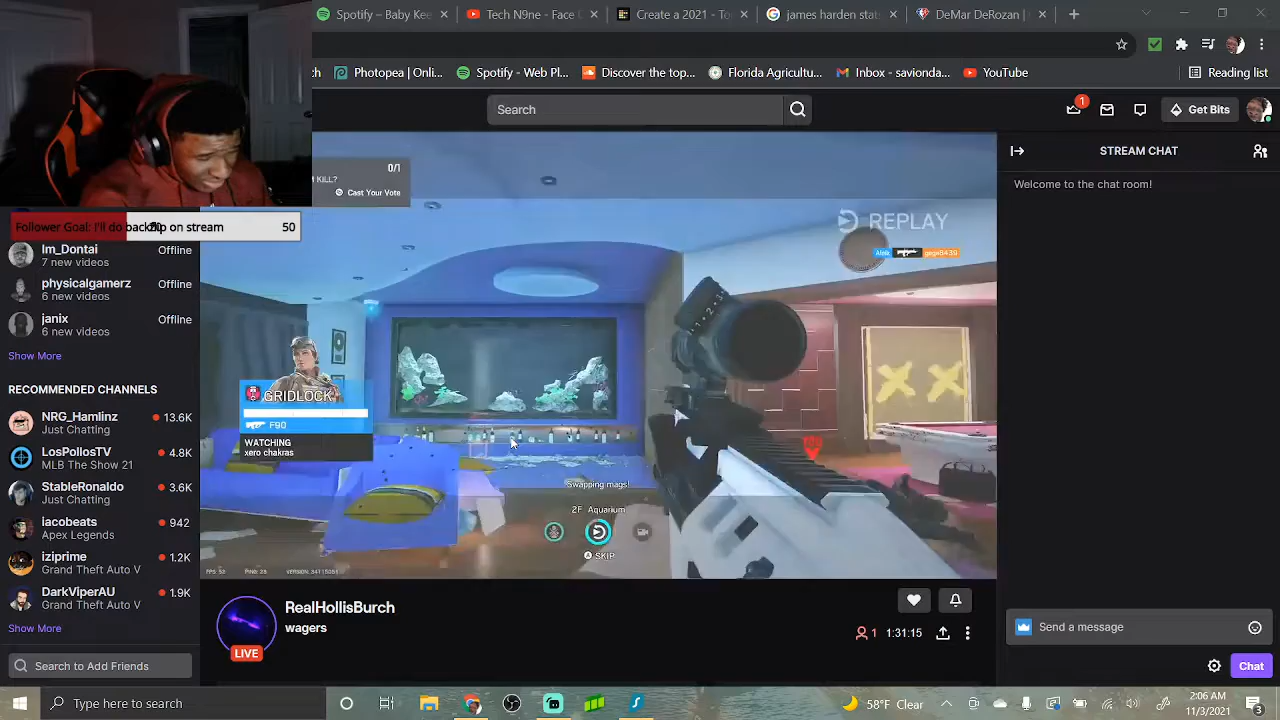 Spotify – Baby Kee
Tech N9ne - Face
Create a 2021 - To
james harden stat
DeMar DeRozan |
Photopea | Onli...
Spotify - Web Pl...
Discover the top...
Florida Agricultu...
Inbox - savionda...
YouTube
Reading list
Search
1
Get Bits
KILL?
0/1
Cast Your Vote
STREAM CHAT
Welcome to the chat room!
Follower Goal: I'll do backflip on stream
50
REPLAY
Im_Dontai
Offline
7 new videos
physicalgamerz
Offline
7 new videos
janix
Offline
6 new videos
Show More
RECOMMENDED CHANNELS
NRG_Hamlinz
13.6K
Just Chatting
LosPollosTV
4.8K
MLB The Show 21
StableRonaldo
3.6K
Just Chatting
iacobeats
942
Apex Legends
iziprime
1.2K
Grand Theft Auto V
DarkViperAU
1.9K
Grand Theft Auto V
Show More
Search to Add Friends
GRIDLOCK
F90
WATCHING
xero chakras
Swapping mags!
2F Aquarium
A SKIP
RealHollisBurch
wagers
LIVE
1
1:31:15
Send a message
Chat
Type here to search
58°F Clear
2:06 AM
11/3/2021
3